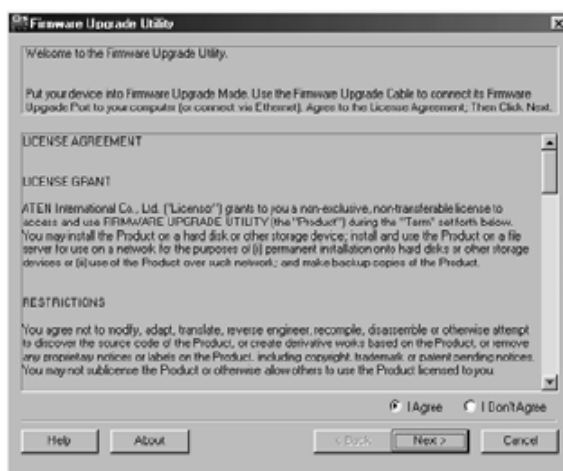 Firmware Upgrade Utility
Welcome to the Firmware Upgrade Utility.
Put your device into Firmware Upgrade Mode. Use the Firmware Upgrade Cable to connect its Firmware
Upgrade Port to your computer (or connect via Ethernet). Agree to the License Agreement; Then Click Next.
LICENSE AGREEMENT
LICENSE GRANT
ATEN International Co., Ltd. ("Licensor") grants to you a non-exclusive, non-transferable license to
access and use FIRMWARE UPGRADE UTILITY (the "Product") during the "Term" set forth below.
You may install the Product on a hard disk or other storage device; install and use the Product on a file
server for use on a network for the purposes of (i) permanent installation onto hard disks or other storage
devices or (ii) use of the Product over such network; and make backup copies of the Product.
RESTRICTIONS
You agree not to modify, adapt, translate, reverse engineer, recompile, disassemble or otherwise attempt
to discover the source code of the Product, or create derivative works based on the Product, or remove
any proprietary notices or labels on the Product, including copyright, trademark or patent pending notices.
You may not sublicense the Product or otherwise allow others to use the Product licensed to you.
I Agree I Don't Agree
Help About < Back Next > Cancel